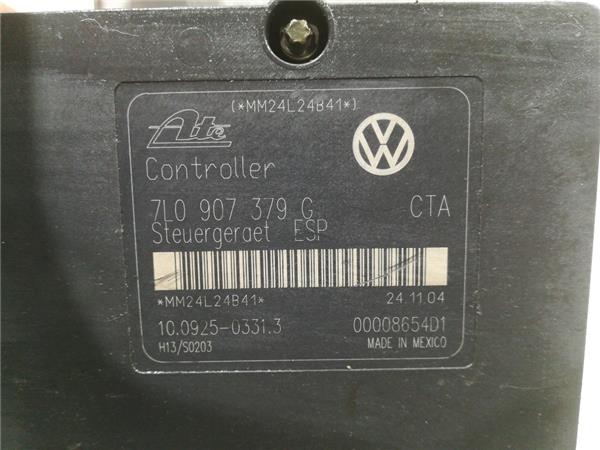 (*MM24L24B41*)
Ate
Controller
7L0 907 379 G CTA
Steuergeraet ESP
*MM24L24B41* 24.11.04
10.0925-0331.3 00008654D1
H13/S0203 MADE IN MEXICO